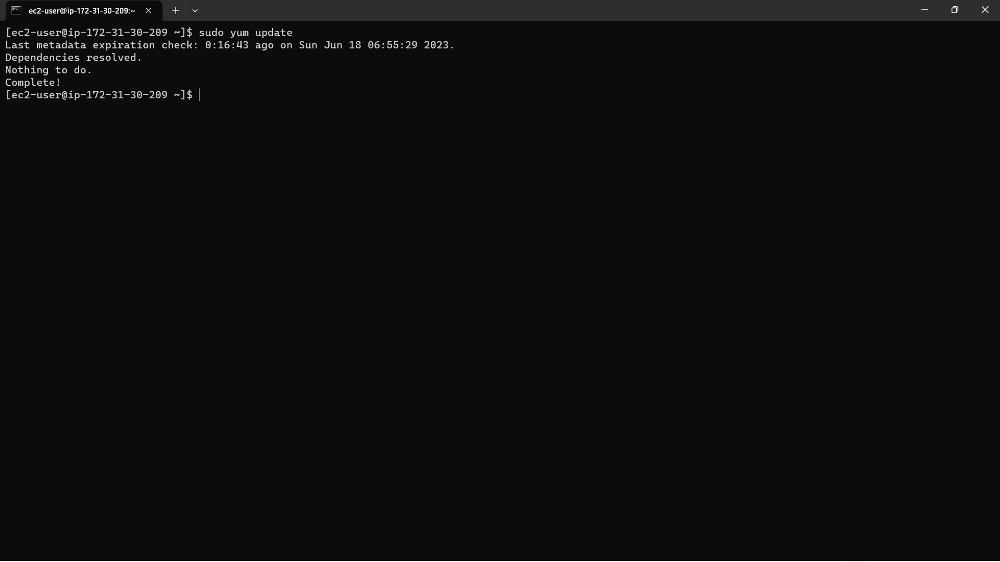 ec2-user@ip-172-31-30-209:~
[ec2-user@ip-172-31-30-209 ~]$ sudo yum update
Last metadata expiration check: 0:16:43 ago on Sun Jun 18 06:55:29 2023.
Dependencies resolved.
Nothing to do.
Complete!
[ec2-user@ip-172-31-30-209 ~]$